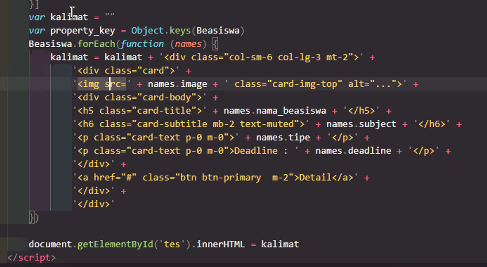 }]
var kalimat = ""
var property_key = Object.keys(Beasiswa)
Beasiswa.forEach(function (names) {
kalimat = kalimat + '<div class="col-sm-6 col-lg-3 mt-2">' +
'<div class="card">' +
'<img src=' + names.image + ' class="card-img-top" alt="...">' +
'<div class="card-body">' +
'<h5 class="card-title">' + names.nama_beasiswa + '</h5>' +
'<h6 class="card-subtitle mb-2 text-muted">' + names.subject + '</h6>' +
'<p class="card-text p-0 m-0">' + names.tipe + '</p>' +
'<p class="card-text p-0 m-0">Deadline : ' + names.deadline + '</p>' +
'</div>' +
'<a href="#" class="btn btn-primary  m-2">Detail</a>' +
'</div>' +
'</div>'
})
document.getElementById('tes').innerHTML = kalimat
</script>